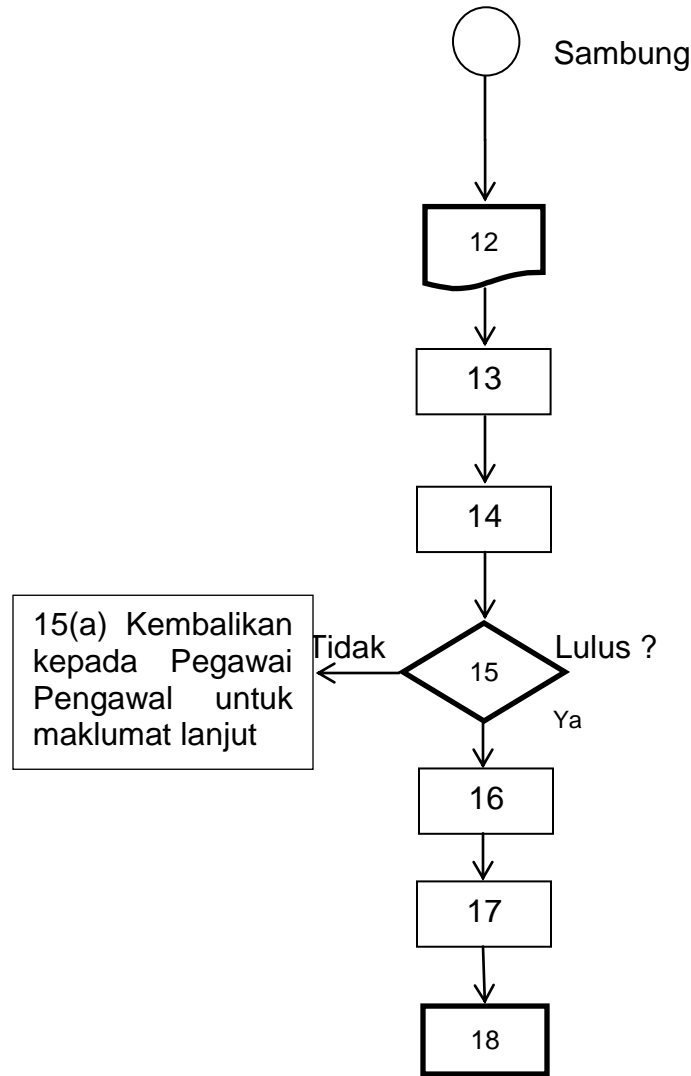 Sambung
12
13
14
15(a) Kembalikan
kepada Pegawai
Pengawal untuk
maklumat lanjut
Tidak
15
Lulus ?
Ya
16
17
18